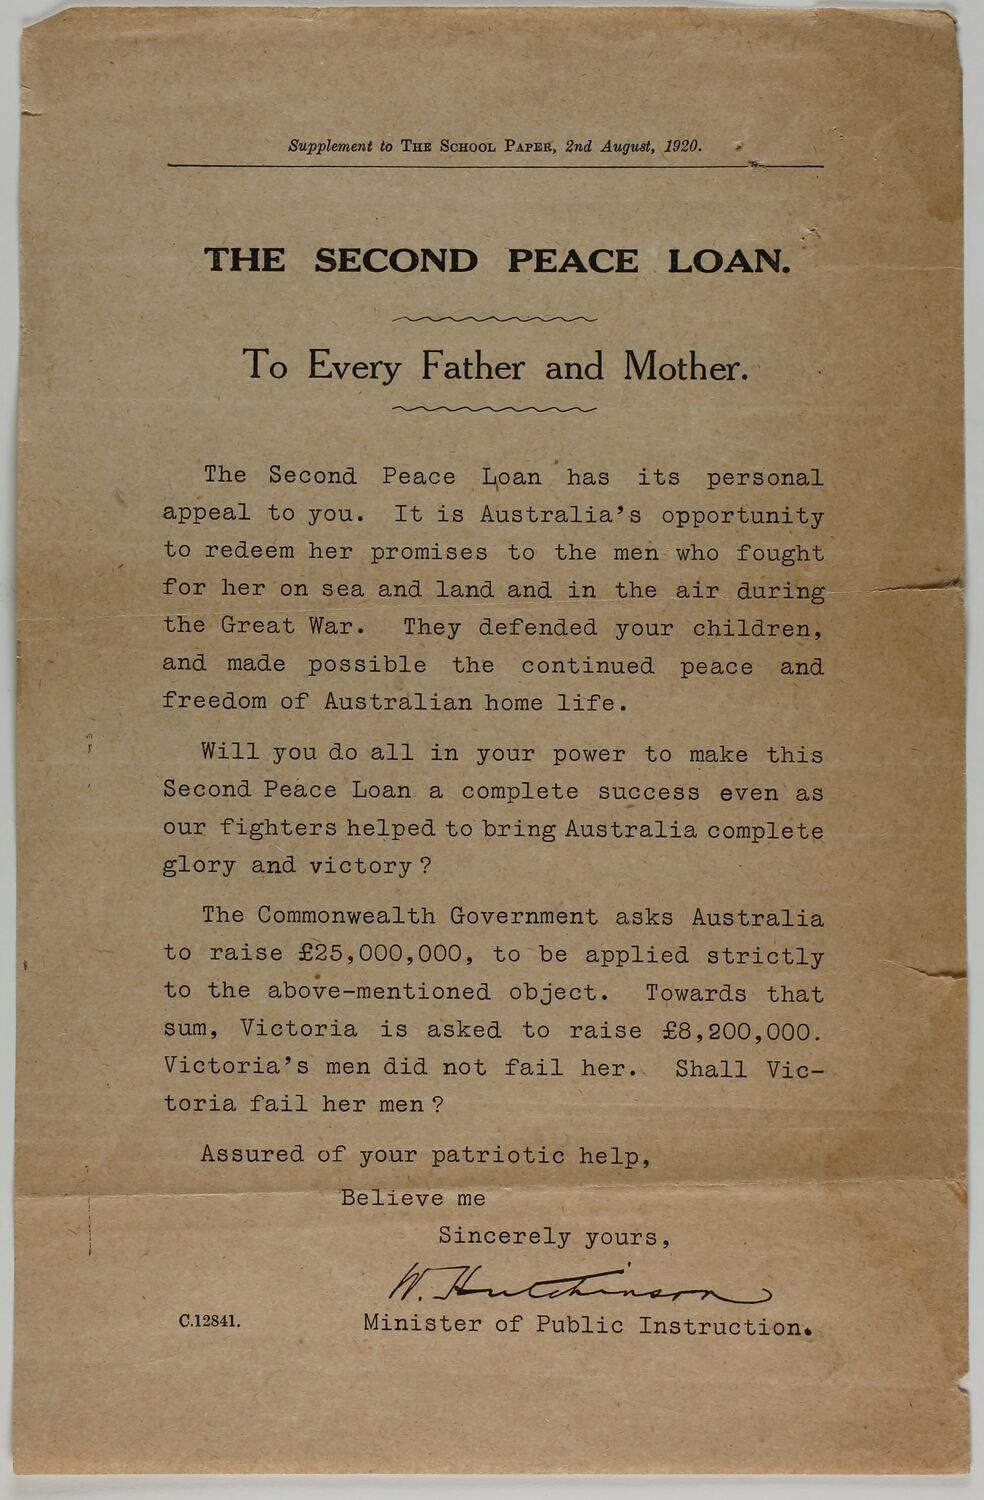 Supplement to THE SCHOOL PAPER, 2nd August, 1920.
THE SECOND PEACE LOAN.
To Every Father and Mother.
The Second Peace Loan has its personal
appeal to you. It is Australia's opportunity
to redeem her promises to the men who fought
for her on sea and land and in the air during
the Great War. They defended your children,
and made possible the continued peace and
freedom of Australian home life.
Will you do all in your power to make this
Second Peace Loan a complete success even as
our fighters helped to bring Australia complete
glory and victory?
The Commonwealth Government asks Australia
to raise £25,000,000, to be applied strictly
to the above-mentioned object. Towards that
sum, Victoria is asked to raise £8,200,000.
Victoria's men did not fail her. Shall Vic-
toria fail her men?
Assured of your patriotic help,
Believe me
Sincerely yours,
W. Hutchinson
C.12841. Minister of Public Instruction.